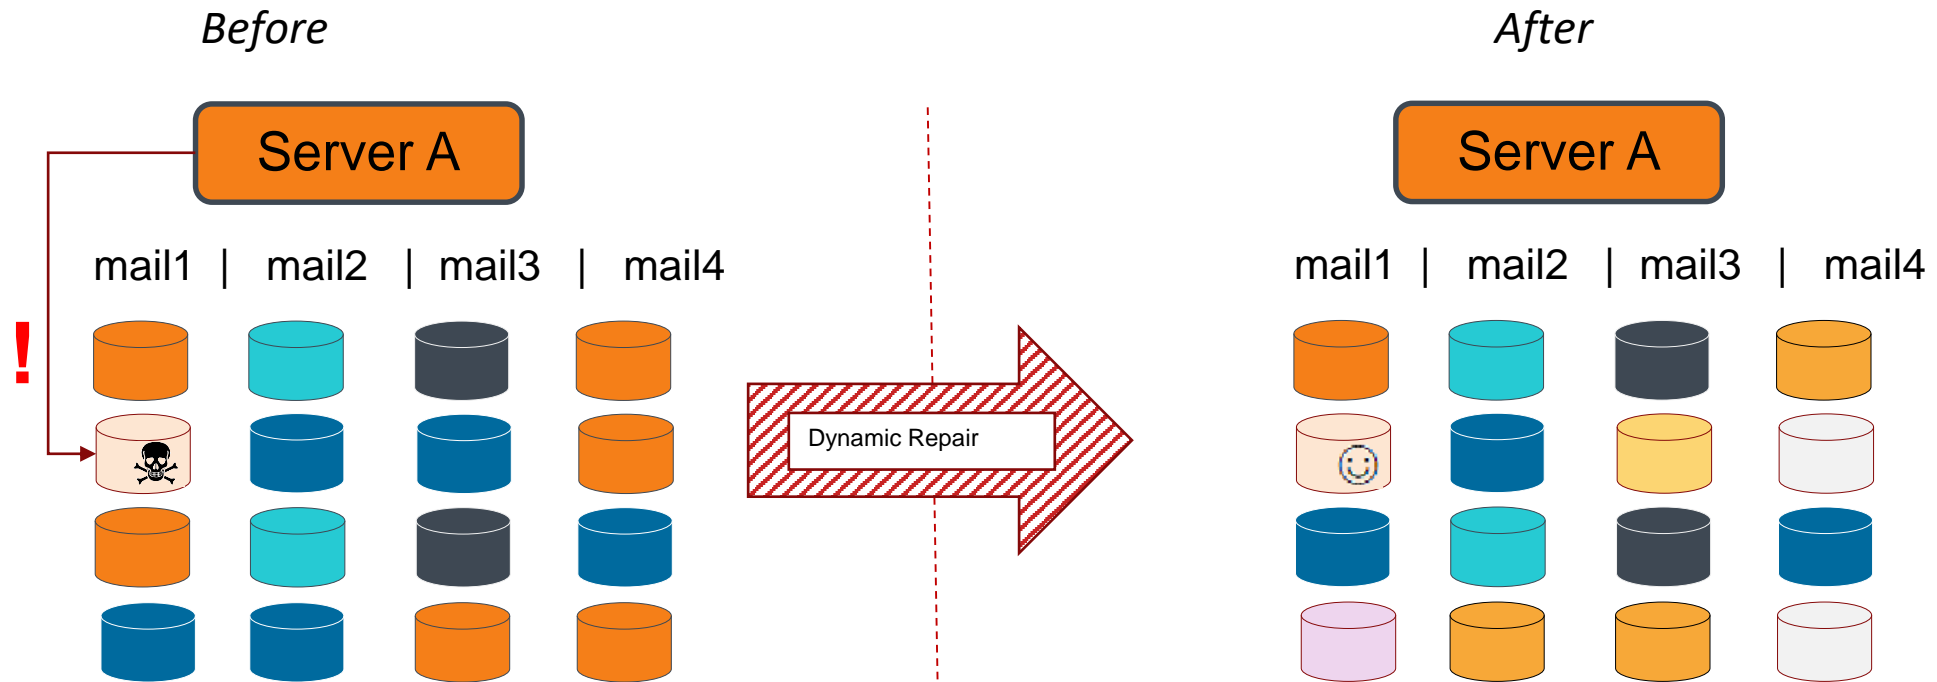 Before
After
Server A
Server A
mail1 | mail2 | mail3 | mail4
mail1 | mail2 | mail3 | mail4
!
Dynamic Repair